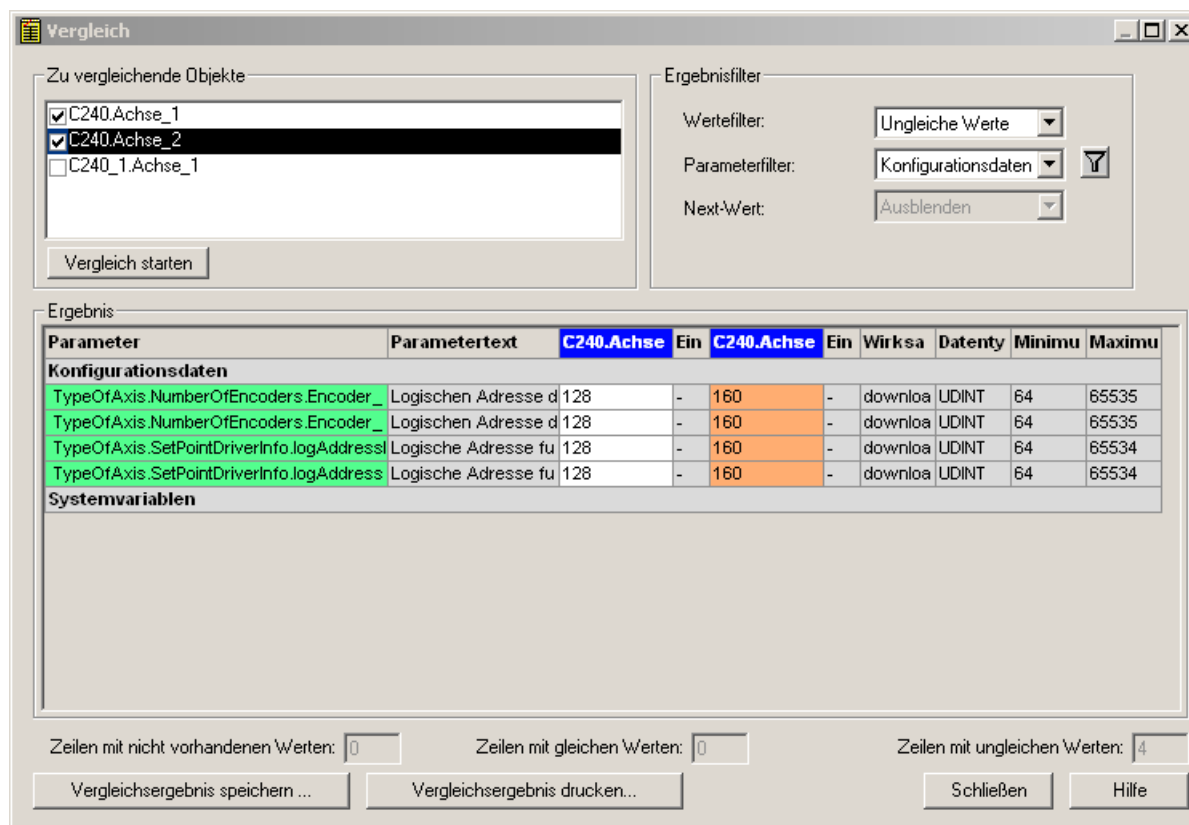 Vergleich
Zu vergleichende Objekte
C240.Achse_1
C240.Achse_2
C240_1.Achse_1
Vergleich starten
Ergebnisfilter
Wertefilter: Ungleiche Werte
Parameterfilter: Konfigurationsdaten
Next-Wert: Ausblenden
Ergebnis
Parameter Parametertext C240.Achse Ein C240.Achse Ein Wirksa Datenty Minimu Maximu
Konfigurationsdaten
TypeOfAxis.NumberOfEncoders.Encoder_ Logischen Adresse d 128 - 160 - downloa UDINT 64 65535
TypeOfAxis.NumberOfEncoders.Encoder_ Logischen Adresse d 128 - 160 - downloa UDINT 64 65535
TypeOfAxis.SetPointDriverInfo.logAddressI Logische Adresse fu 128 - 160 - downloa UDINT 64 65534
TypeOfAxis.SetPointDriverInfo.logAddress Logische Adresse fu 128 - 160 - downloa UDINT 64 65534
Systemvariablen
Zeilen mit nicht vorhandenen Werten: 0 Zeilen mit gleichen Werten: 0 Zeilen mit ungleichen Werten: 4
Vergleichsergebnis speichern ... Vergleichsergebnis drucken... Schließen Hilfe